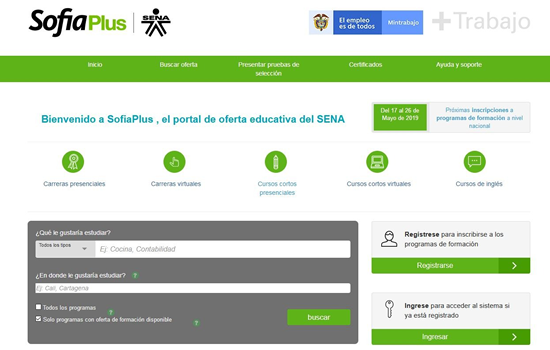 SofiaPlus
SENA
El empleo
es de todos
Mintrabajo
+Trabajo
Inicio
Buscar oferta
Presentar pruebas de
selección
Certificados
Ayuda y soporte
Bienvenido a SofiaPlus , el portal de oferta educativa del SENA
Del 17 al 26 de
Mayo de 2019
Próximas inscripciones a
programas de formación a nivel
nacional
Carreras presenciales
Carreras virtuales
Cursos cortos
presenciales
Cursos cortos virtuales
Cursos de inglés
¿Qué le gustaría estudiar?
Todos los tipos
Ej: Cocina, Contabilidad
¿En donde le gustaría estudiar? ?
Ej: Cali, Cartagena
Todos los programas ?
Solo programas con oferta de formación disponible ?
buscar
Regístrese para inscribirse a los
programas de formación
Registrarse
Ingrese para acceder al sistema si
ya está registrado
Ingresar